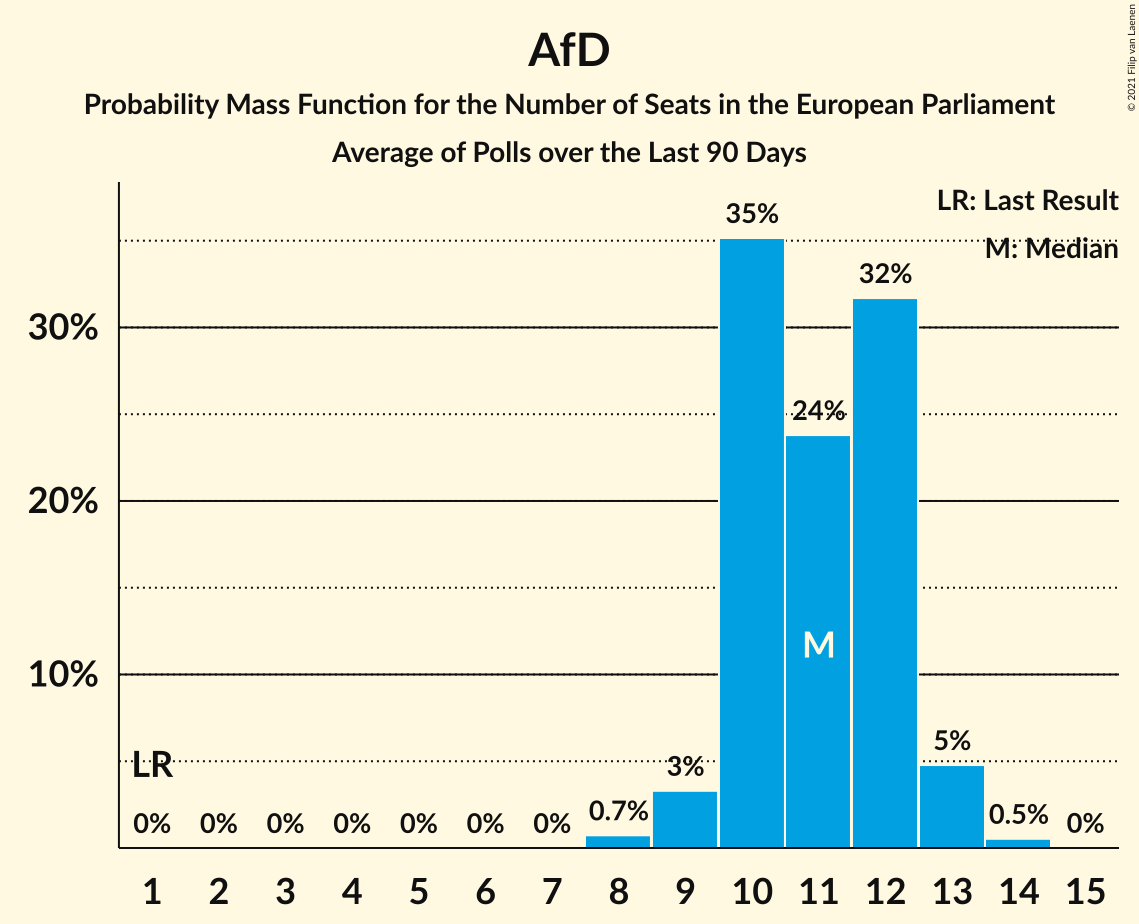 AfD
Probability Mass Function for the Number of Seats in the European Parliament
Average of Polls over the Last 90 Days
© 2021 Filip van Laenen
LR: Last Result
M: Median
35%
32%
30%
24%
20%
M
10%
5%
LR
3%
0% 0% 0% 0% 0% 0% 0% 0.7% 0.5% 0%
1 2 3 4 5 6 7 8 9 10 11 12 13 14 15